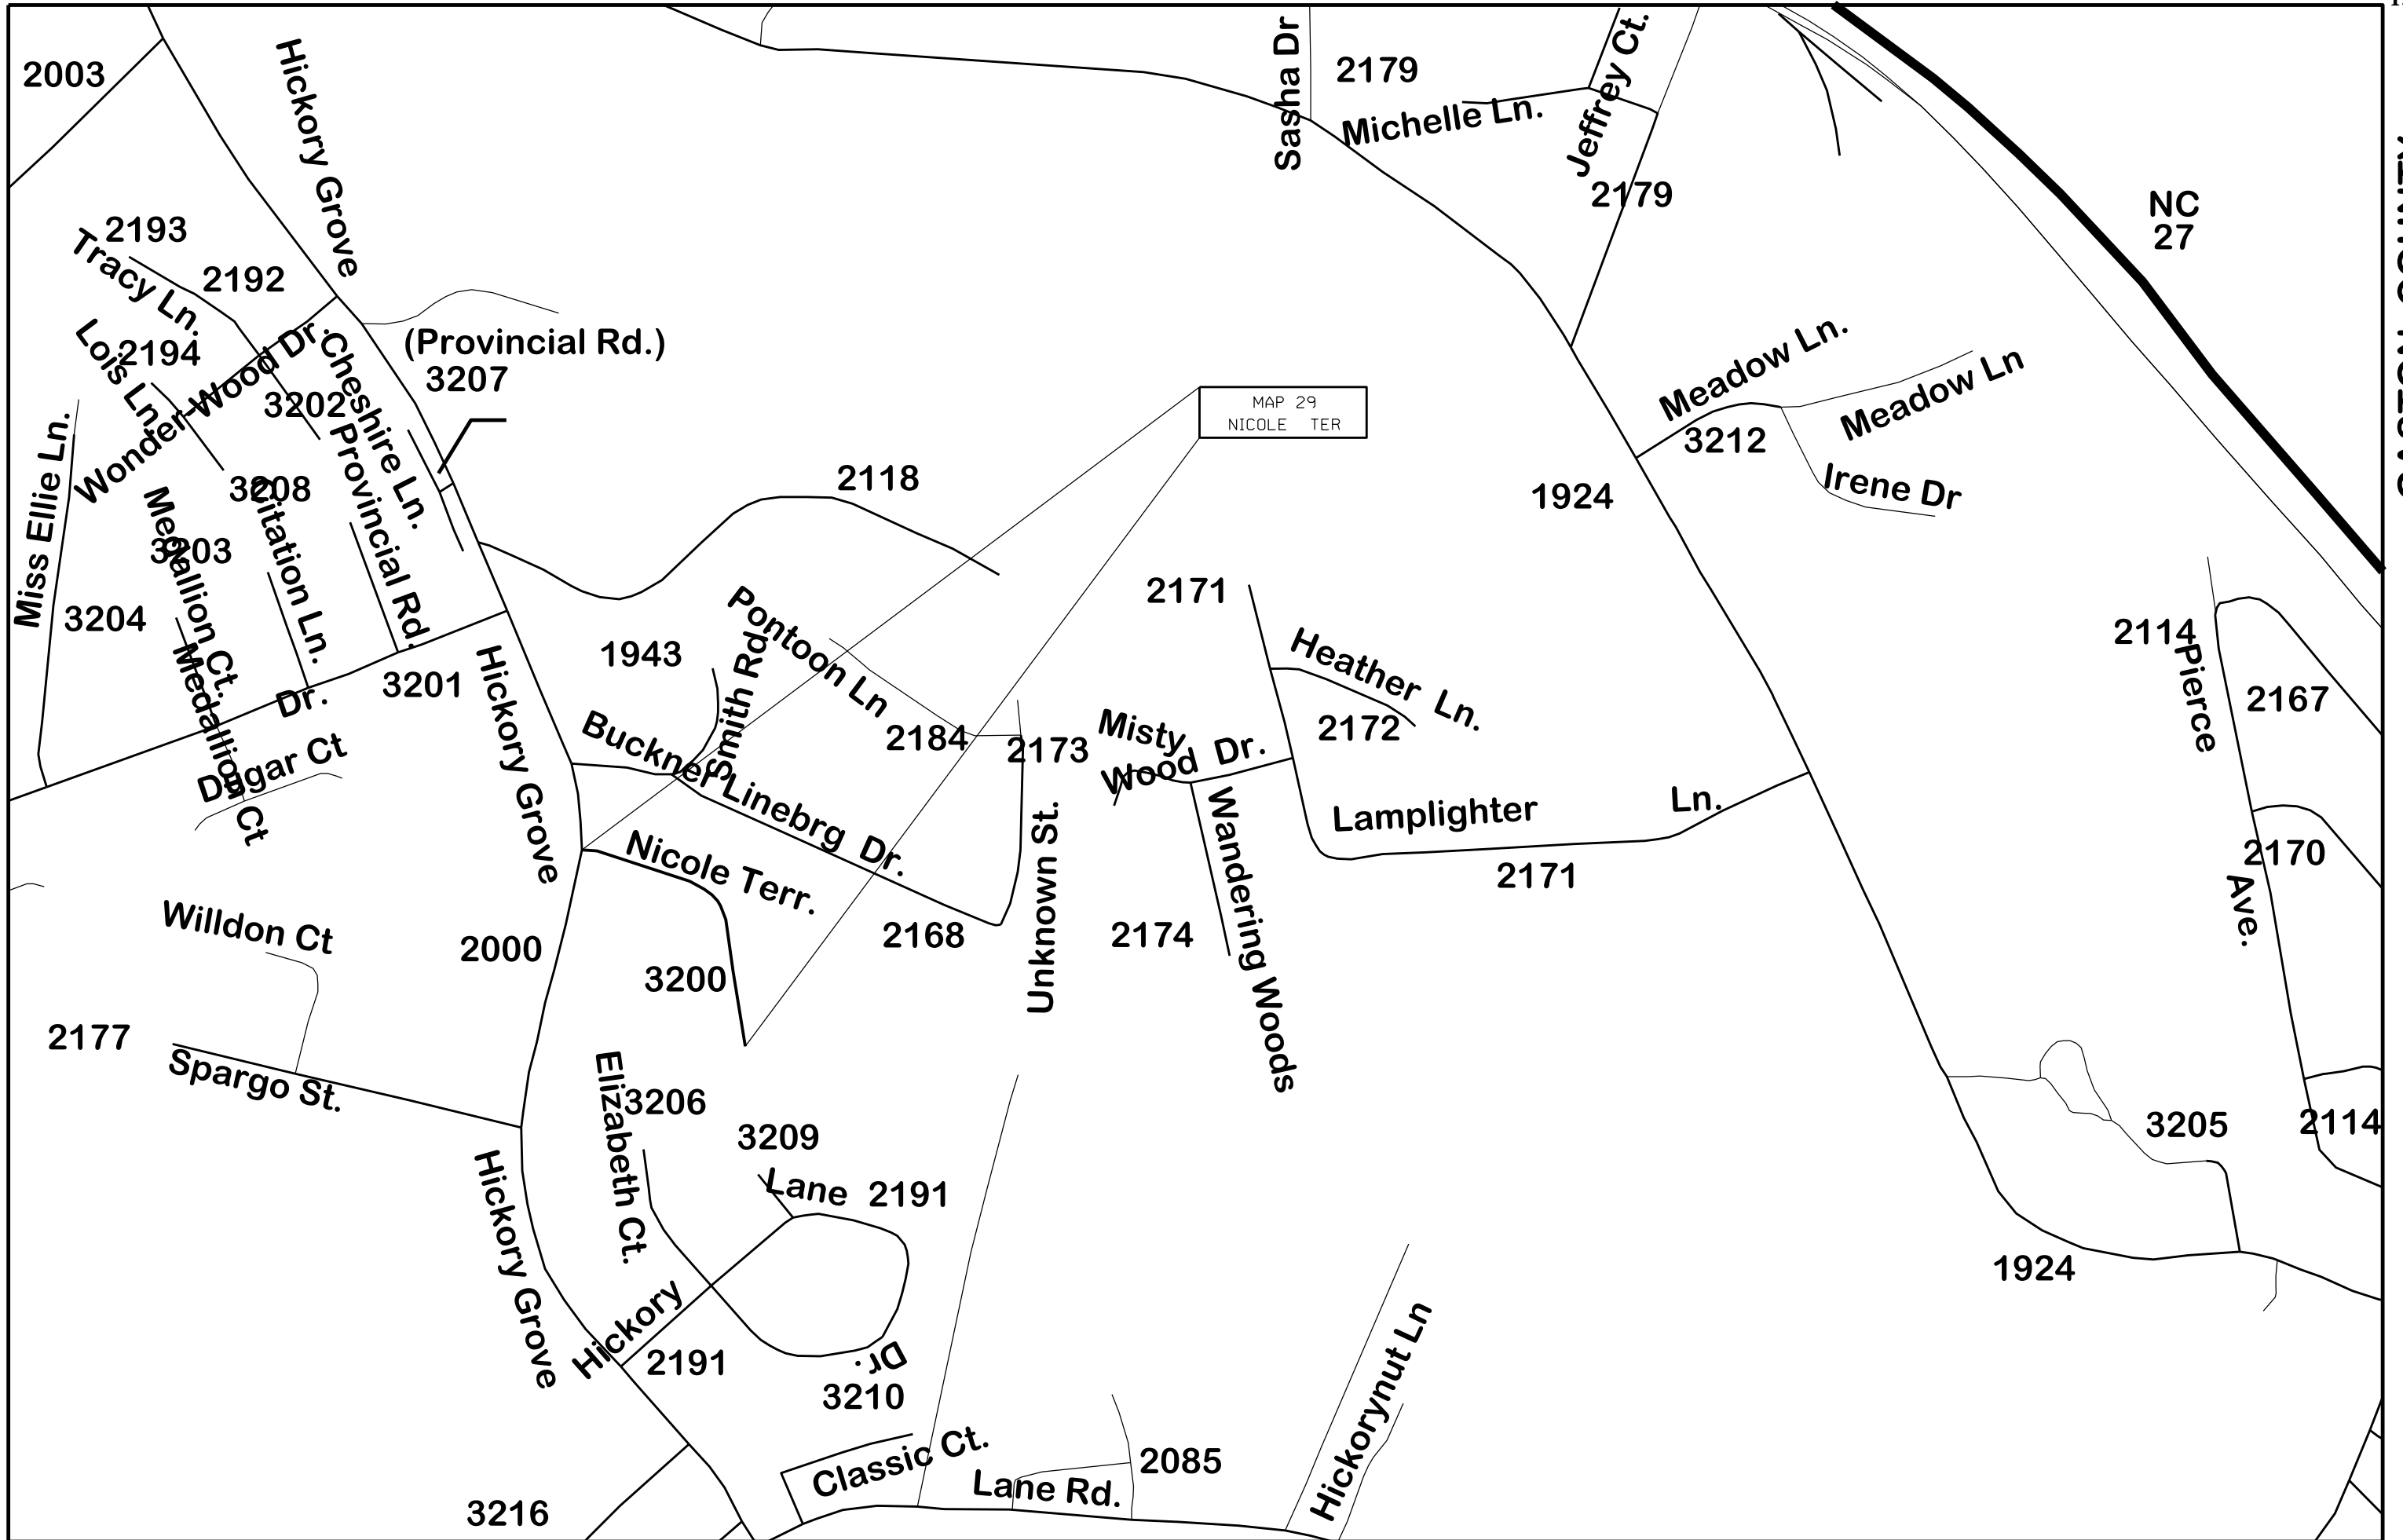 2003
Hickory Grove
Sasha Dr
2179
Michelle Ln.
Jeffrey Ct.
2179
NC
27
2193
Tracy Ln.
2192
Lois Ln.
2194
Wonder Wood Dr.
3202
Cheshire Ln.
(Provincial Rd.)
3207
MAP 29
NICOLE TER
Meadow Ln.
Meadow Ln
3212
Irene Dr
1924
Miss Ellie Ln.
3208
Citation Ln.
Provincial Rd.
3203
Medallion Ct.
3204
Medallion Ct
3201
Dr.
Dugar Ct
Hickory Grove
2118
1943
Smith Rd.
Pontoon Ln
2184
2173
Buckner Linebrg Dr.
Nicole Terr.
2168
Unknown St.
3200
2171
Heather Ln.
2172
Misty
Wood Dr.
Lamplighter Ln.
2171
Wandering Woods
2174
2114
Pierce
Ave.
2167
2170
2114
3205
1924
Willdon Ct
2000
2177
Spargo St.
Elizabeth Ct.
3206
3209
Lane
2191
Hickory Grove
Hickory
2191
Dr.
3210
Classic Ct.
Lane Rd.
2085
Hickorynut Ln
3216